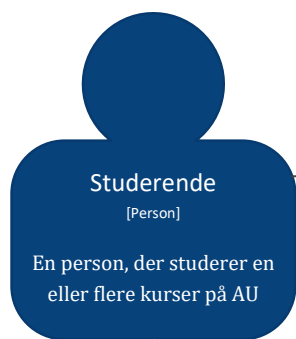 Studerende
[Person]
En person, der studerer en
eller flere kurser på AU